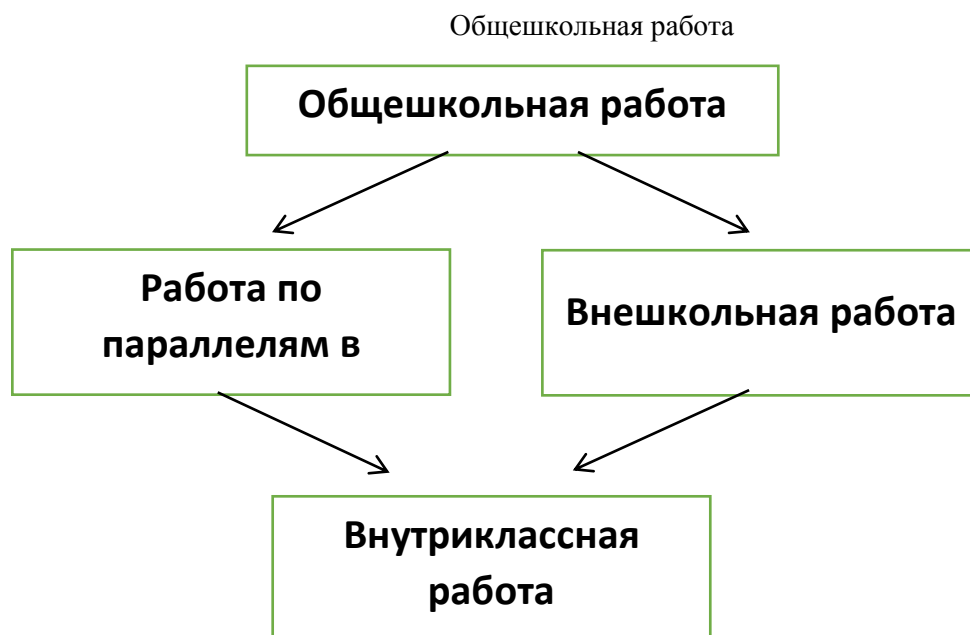 Общешкольная работа
Общешкольная работа
Работа по
параллелям в
Внешкольная работа
Внутриклассная
работа